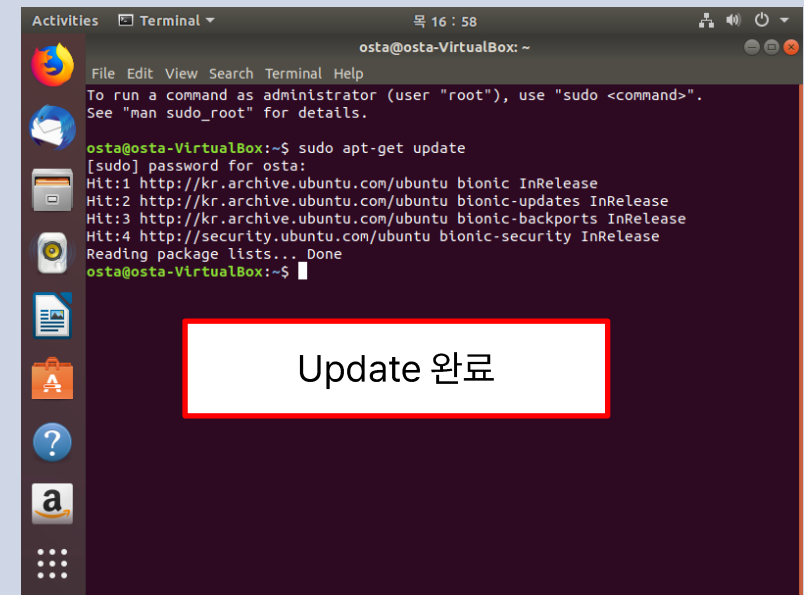 Activities Terminal 목 16 : 58
osta@osta-VirtualBox: ~
File Edit View Search Terminal Help
To run a command as administrator (user "root"), use "sudo <command>".
See "man sudo_root" for details.
osta@osta-VirtualBox:~$ sudo apt-get update
[sudo] password for osta:
Hit:1 http://kr.archive.ubuntu.com/ubuntu bionic InRelease
Hit:2 http://kr.archive.ubuntu.com/ubuntu bionic-updates InRelease
Hit:3 http://kr.archive.ubuntu.com/ubuntu bionic-backports InRelease
Hit:4 http://security.ubuntu.com/ubuntu bionic-security InRelease
Reading package lists... Done
osta@osta-VirtualBox:~$
Update 완료